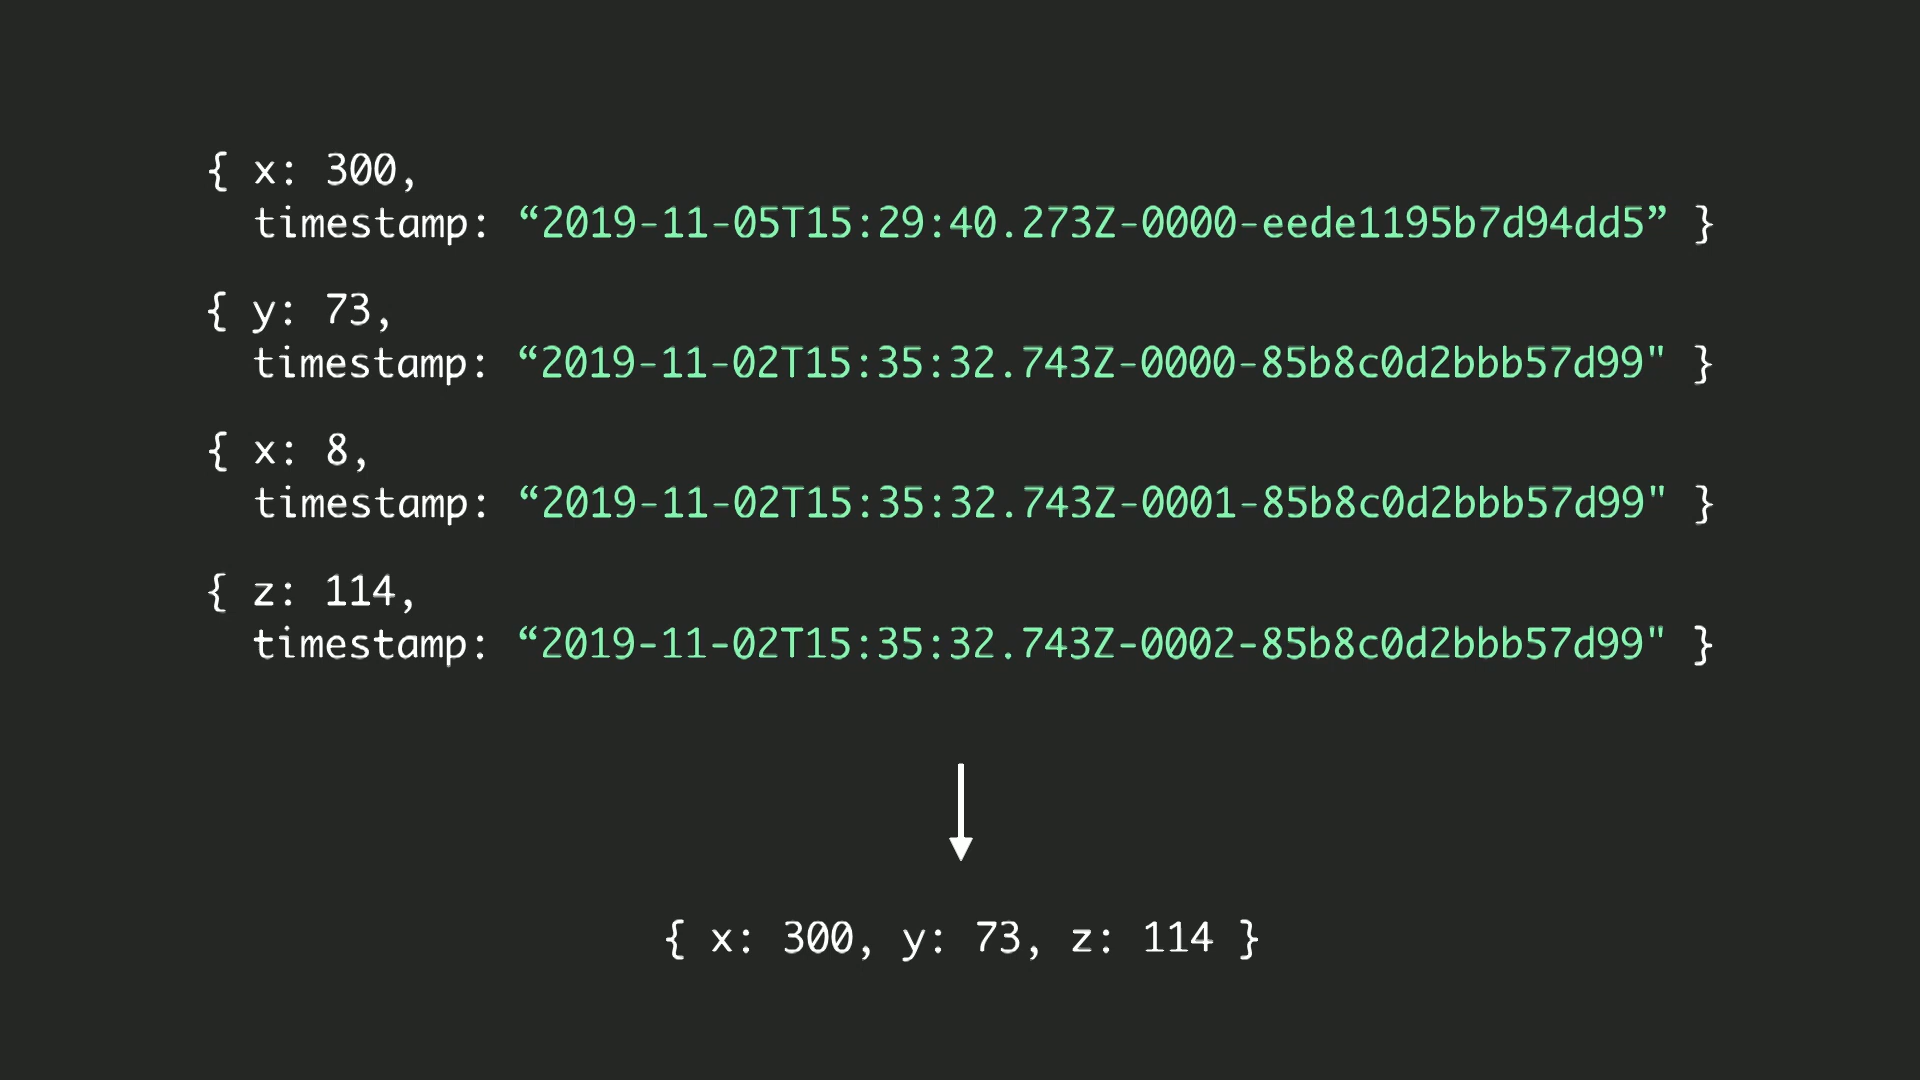 { x: 300,
timestamp: “2019-11-05T15:29:40.273Z-0000-eede1195b7d94dd5” }
{ y: 73,
timestamp: “2019-11-02T15:35:32.743Z-0000-85b8c0d2bbb57d99" }
{ x: 8,
timestamp: “2019-11-02T15:35:32.743Z-0001-85b8c0d2bbb57d99" }
{ z: 114,
timestamp: “2019-11-02T15:35:32.743Z-0002-85b8c0d2bbb57d99" }
{ x: 300, y: 73, z: 114 }